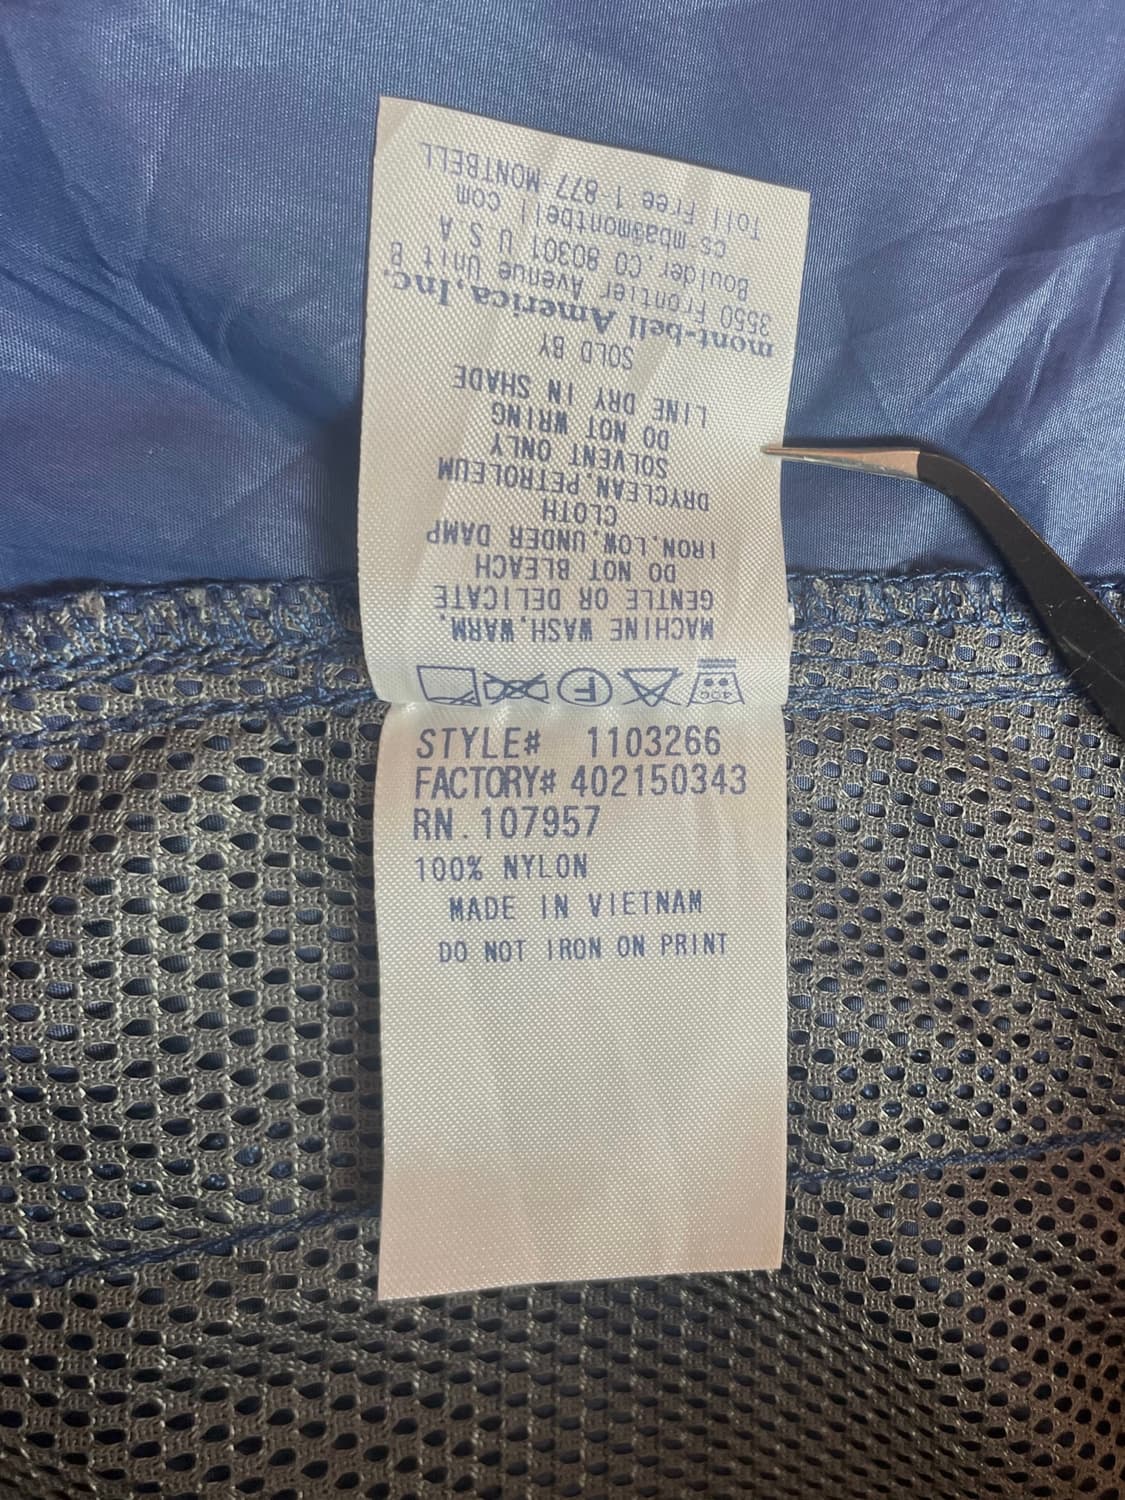 STYLE# 1103266
FACTORY# 402150343
RN. 107957
100% NYLON
MADE IN VIETNAM
DO NOT IRON ON PRINT
40C
F
MACHINE WASH,WARM,
GENTLE OR DELICATE
DO NOT BLEACH
IRON,LOW,UNDER DAMP
CLOTH
DRYCLEAN,PETROLEUM
SOLVENT ONLY
DO NOT WRING
LINE DRY IN SHADE
SOLD BY
mont-bell America,Inc.
3550 Frontier Avenue Unit B
Boulder,CO 80301 U S A
cs-mba@montbell com
Toll Free 1-877-MONTBELL